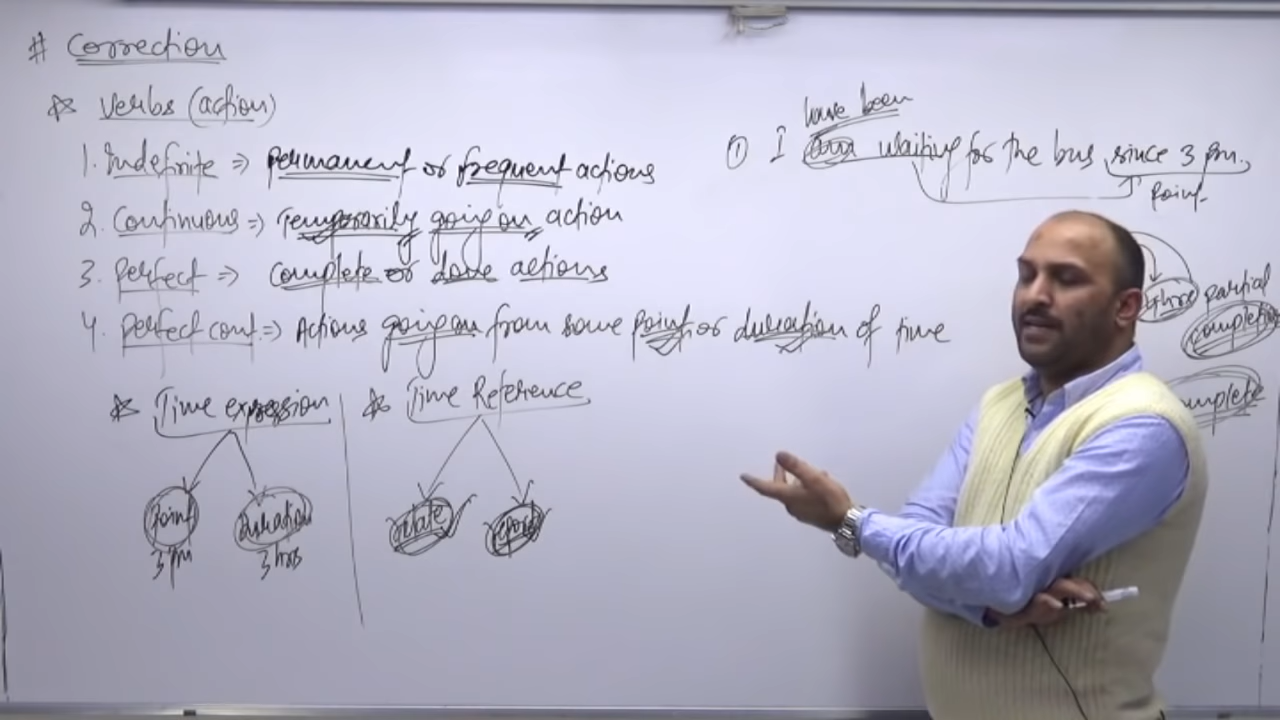 # Correction
☆ Verbs (action)
1. Indefinite => Permanent or frequent actions
2. Continuous => Temporarily going on action
3. Perfect => Complete or done actions
4. Perfect cont. => Actions going on from some point or duration of time
☆ Time expression
Point
3 pm
Duration
3 hrs
☆ Time Reference
state
have been
① I am waiting for the bus since 3 pm.
Point
partial
completion
complete